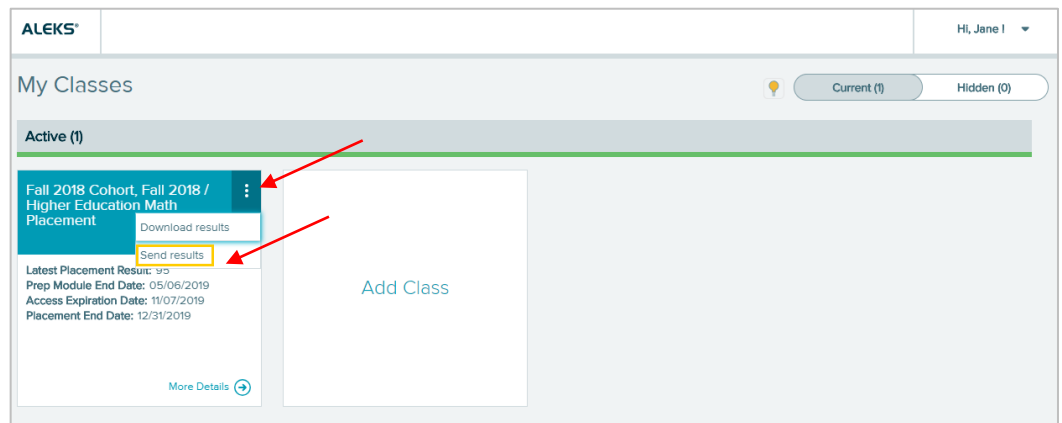 ALEKS®
Hi, Jane !
My Classes
Current (1)
Hidden (0)
Active (1)
Fall 2018 Cohort, Fall 2018 /
Higher Education Math
Placement
Download results
Send results
Latest Placement Result: 95
Prep Module End Date: 05/06/2019
Access Expiration Date: 11/07/2019
Placement End Date: 12/31/2019
More Details
Add Class